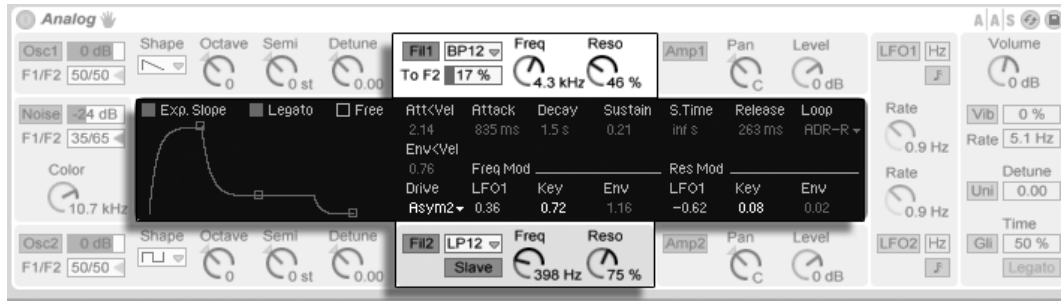 Analog A|A|S
Osc1 0 dB Shape Octave Semi Detune Fil1 BP12 Freq Reso Amp1 Pan Level LFO1 Hz Volume
F1/F2 50/50 0 0 st 0.00 To F2 17 % 4.3 kHz 46 % C 0 dB 0 dB
Noise -24 dB Exp. Slope Legato Free Att<Vel Attack Decay Sustain S.Time Release Loop Rate Vib 0 %
F1/F2 35/65 2.14 835 ms 1.5 s 0.21 inf s 263 ms ADR-R 0.9 Hz Rate 5.1 Hz
Env<Vel
Color 0.76 Freq Mod Res Mod Rate Detune
10.7 kHz Drive LFO1 Key Env LFO1 Key Env 0.9 Hz Uni 0.00
Asym2 0.36 0.72 1.16 -0.62 0.08 0.02 Time
Osc2 0 dB Shape Octave Semi Detune Fil2 LP12 Freq Reso Amp2 Pan Level LFO2 Hz Gli 50 %
F1/F2 50/50 0 0 st 0.00 Slave 398 Hz 75 % C 0 dB Legato